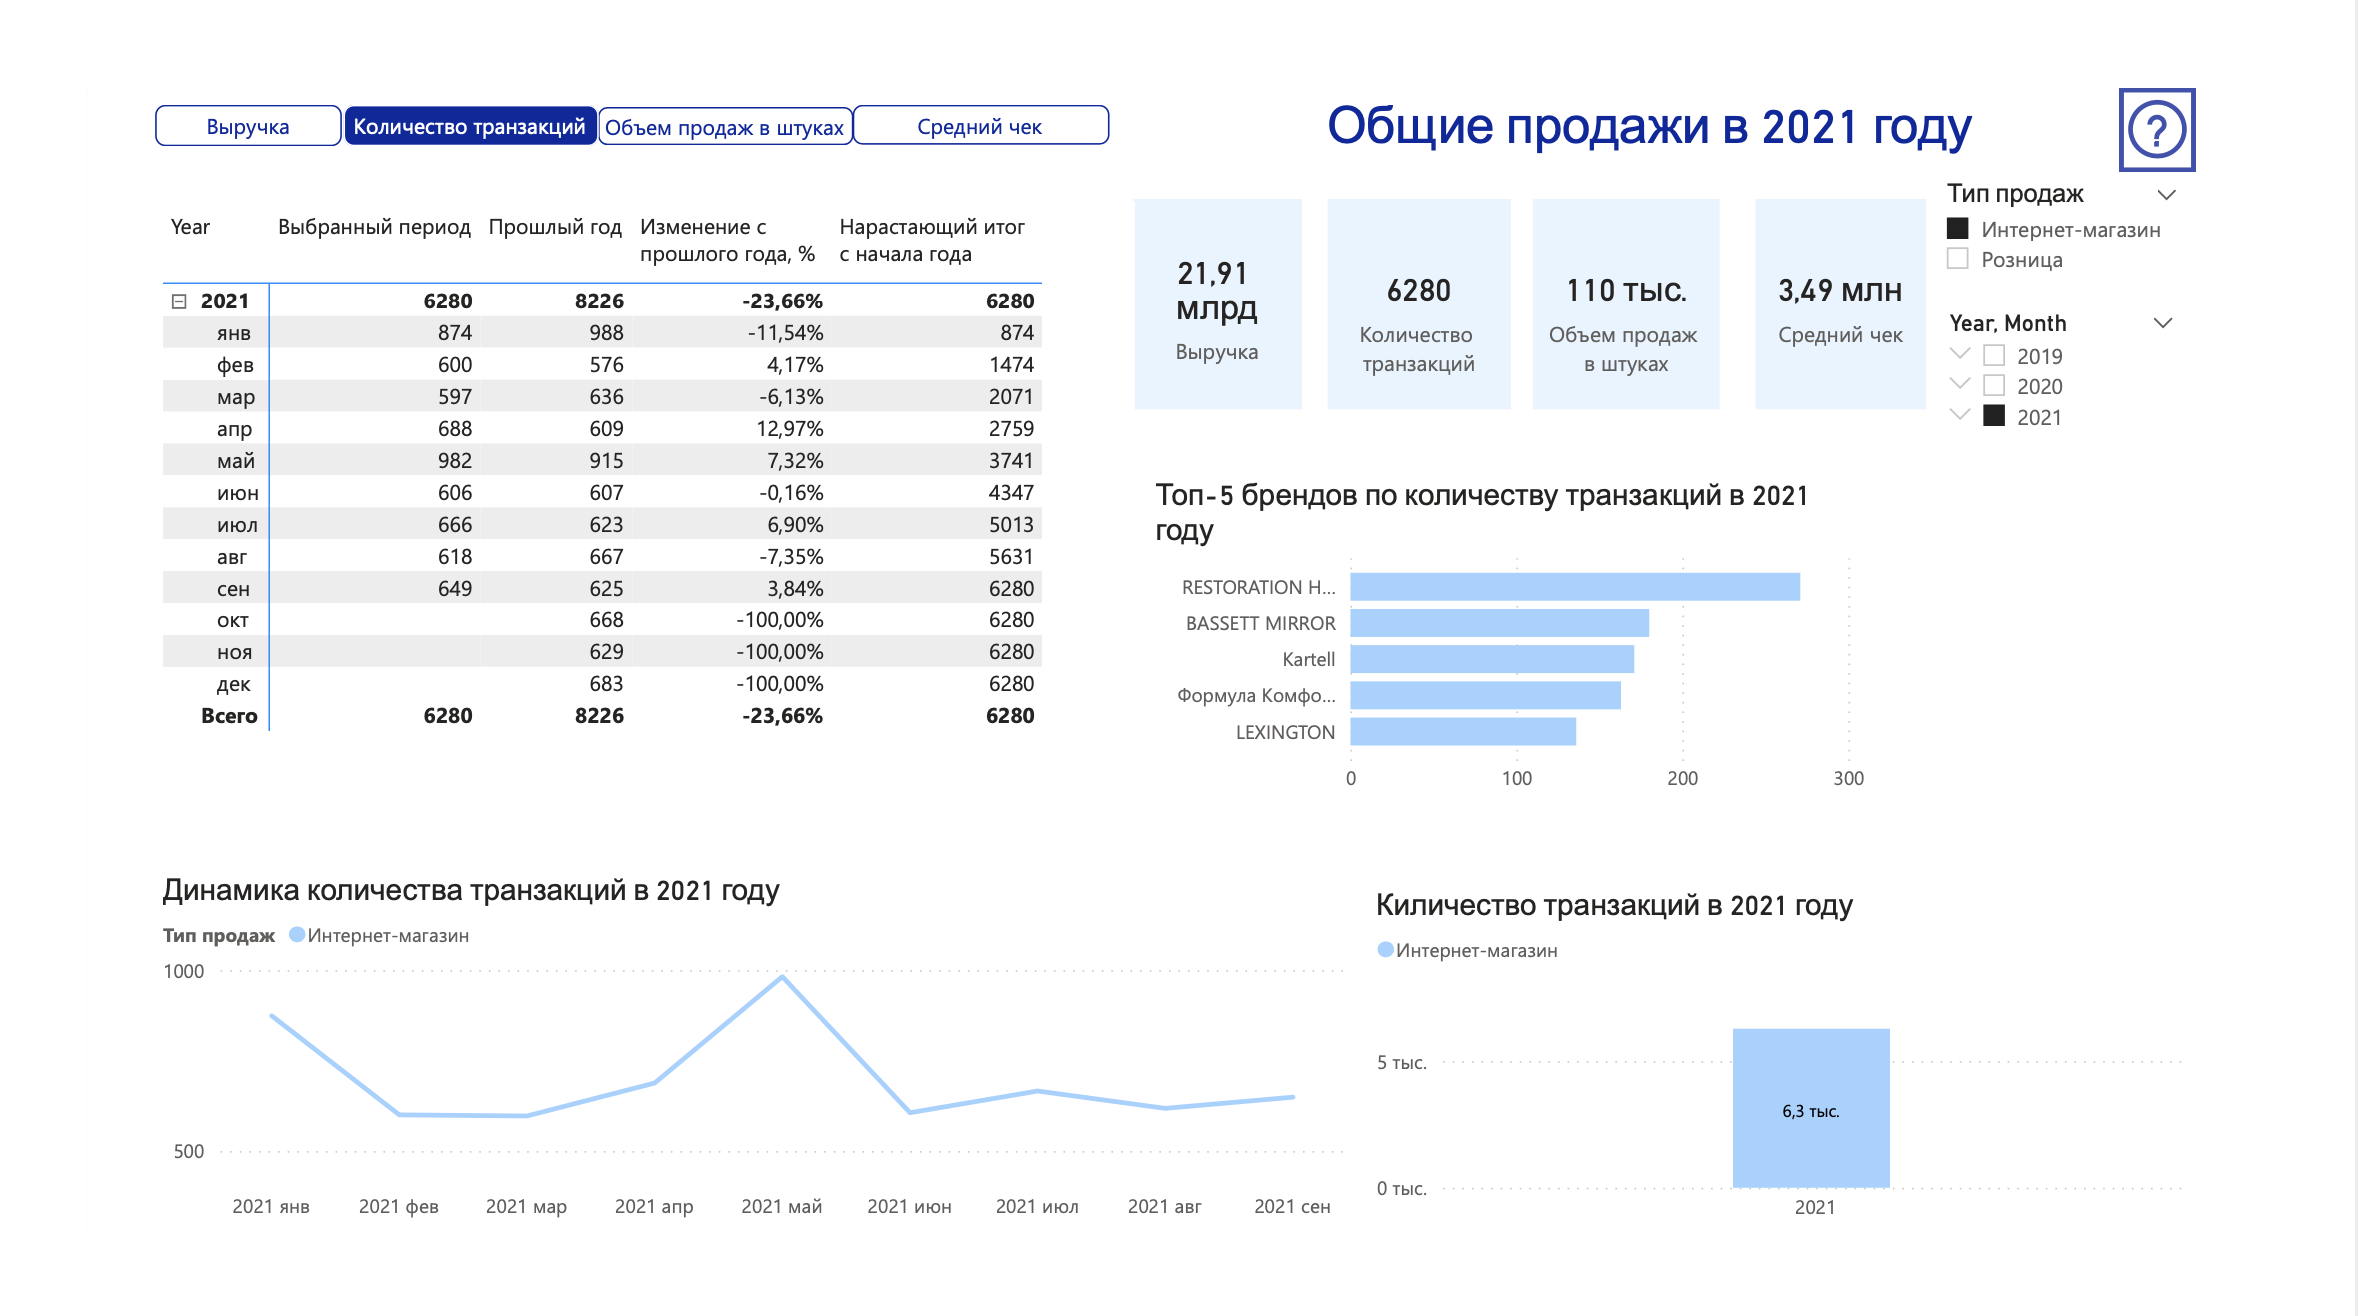 Выручка
Количество транзакций
Объем продаж в штуках
Средний чек
Общие продажи в 2021 году
?
Year Выбранный период Прошлый год Изменение с прошлого года, % Нарастающий итог с начала года
2021 6280 8226 -23,66% 6280
янв 874 988 -11,54% 874
фев 600 576 4,17% 1474
мар 597 636 -6,13% 2071
апр 688 609 12,97% 2759
май 982 915 7,32% 3741
июн 606 607 -0,16% 4347
июл 666 623 6,90% 5013
авг 618 667 -7,35% 5631
сен 649 625 3,84% 6280
окт 668 -100,00% 6280
ноя 629 -100,00% 6280
дек 683 -100,00% 6280
Всего 6280 8226 -23,66% 6280
21,91
млрд
Выручка
6280
Количество
транзакций
110 тыс.
Объем продаж
в штуках
3,49 млн
Средний чек
Тип продаж
Интернет-магазин
Розница
Year, Month
2019
2020
2021
Топ-5 брендов по количеству транзакций в 2021
году
RESTORATION H...
BASSETT MIRROR
Kartell
Формула Комфо...
LEXINGTON
0 100 200 300
Динамика количества транзакций в 2021 году
Тип продаж Интернет-магазин
1000
500
2021 янв 2021 фев 2021 мар 2021 апр 2021 май 2021 июн 2021 июл 2021 авг 2021 сен
Киличество транзакций в 2021 году
Интернет-магазин
5 тыс.
6,3 тыс.
0 тыс.
2021